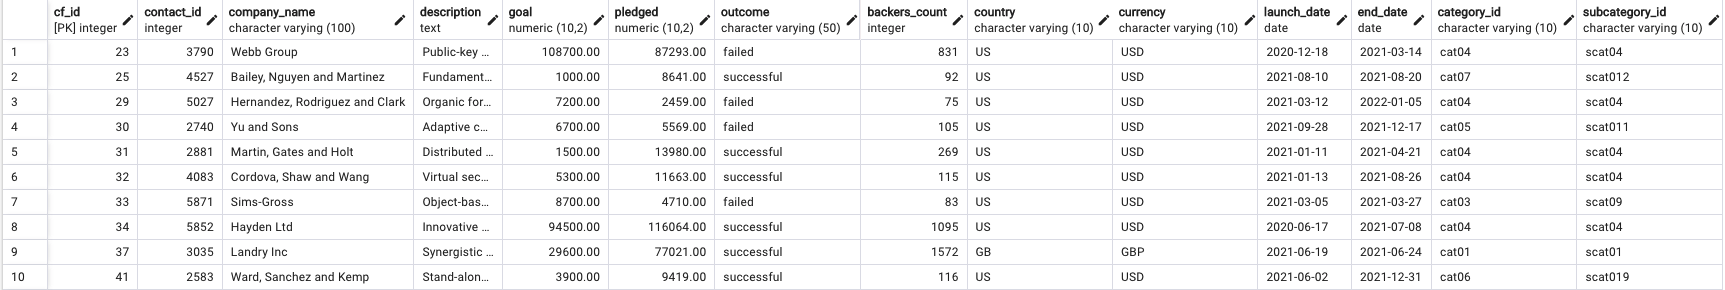 cf_id contact_id company_name description goal pledged outcome backers_count country currency launch_date end_date category_id subcategory_id
[PK] integer integer character varying (100) text numeric (10,2) numeric (10,2) character varying (50) integer character varying (10) character varying (10) date date character varying (10) character varying (10)
1 23 3790 Webb Group Public-key ... 108700.00 87293.00 failed 831 US USD 2020-12-18 2021-03-14 cat04 scat04
2 25 4527 Bailey, Nguyen and Martinez Fundament... 1000.00 8641.00 successful 92 US USD 2021-08-10 2021-08-20 cat07 scat012
3 29 5027 Hernandez, Rodriguez and Clark Organic for... 7200.00 2459.00 failed 75 US USD 2021-03-12 2022-01-05 cat04 scat04
4 30 2740 Yu and Sons Adaptive c... 6700.00 5569.00 failed 105 US USD 2021-09-28 2021-12-17 cat05 scat011
5 31 2881 Martin, Gates and Holt Distributed ... 1500.00 13980.00 successful 269 US USD 2021-01-11 2021-04-21 cat04 scat04
6 32 4083 Cordova, Shaw and Wang Virtual sec... 5300.00 11663.00 successful 115 US USD 2021-01-13 2021-08-26 cat04 scat04
7 33 5871 Sims-Gross Object-bas... 8700.00 4710.00 failed 83 US USD 2021-03-05 2021-03-27 cat03 scat09
8 34 5852 Hayden Ltd Innovative ... 94500.00 116064.00 successful 1095 US USD 2020-06-17 2021-07-08 cat04 scat04
9 37 3035 Landry Inc Synergistic ... 29600.00 77021.00 successful 1572 GB GBP 2021-06-19 2021-06-24 cat01 scat01
10 41 2583 Ward, Sanchez and Kemp Stand-alon... 3900.00 9419.00 successful 116 US USD 2021-06-02 2021-12-31 cat06 scat019